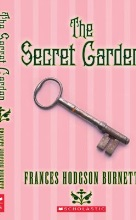 The
Secret Garden
FRANCES HODGSON BURNETT
SCHOLASTIC
The Secret Garden
FRANCES HODGSON BURNETT